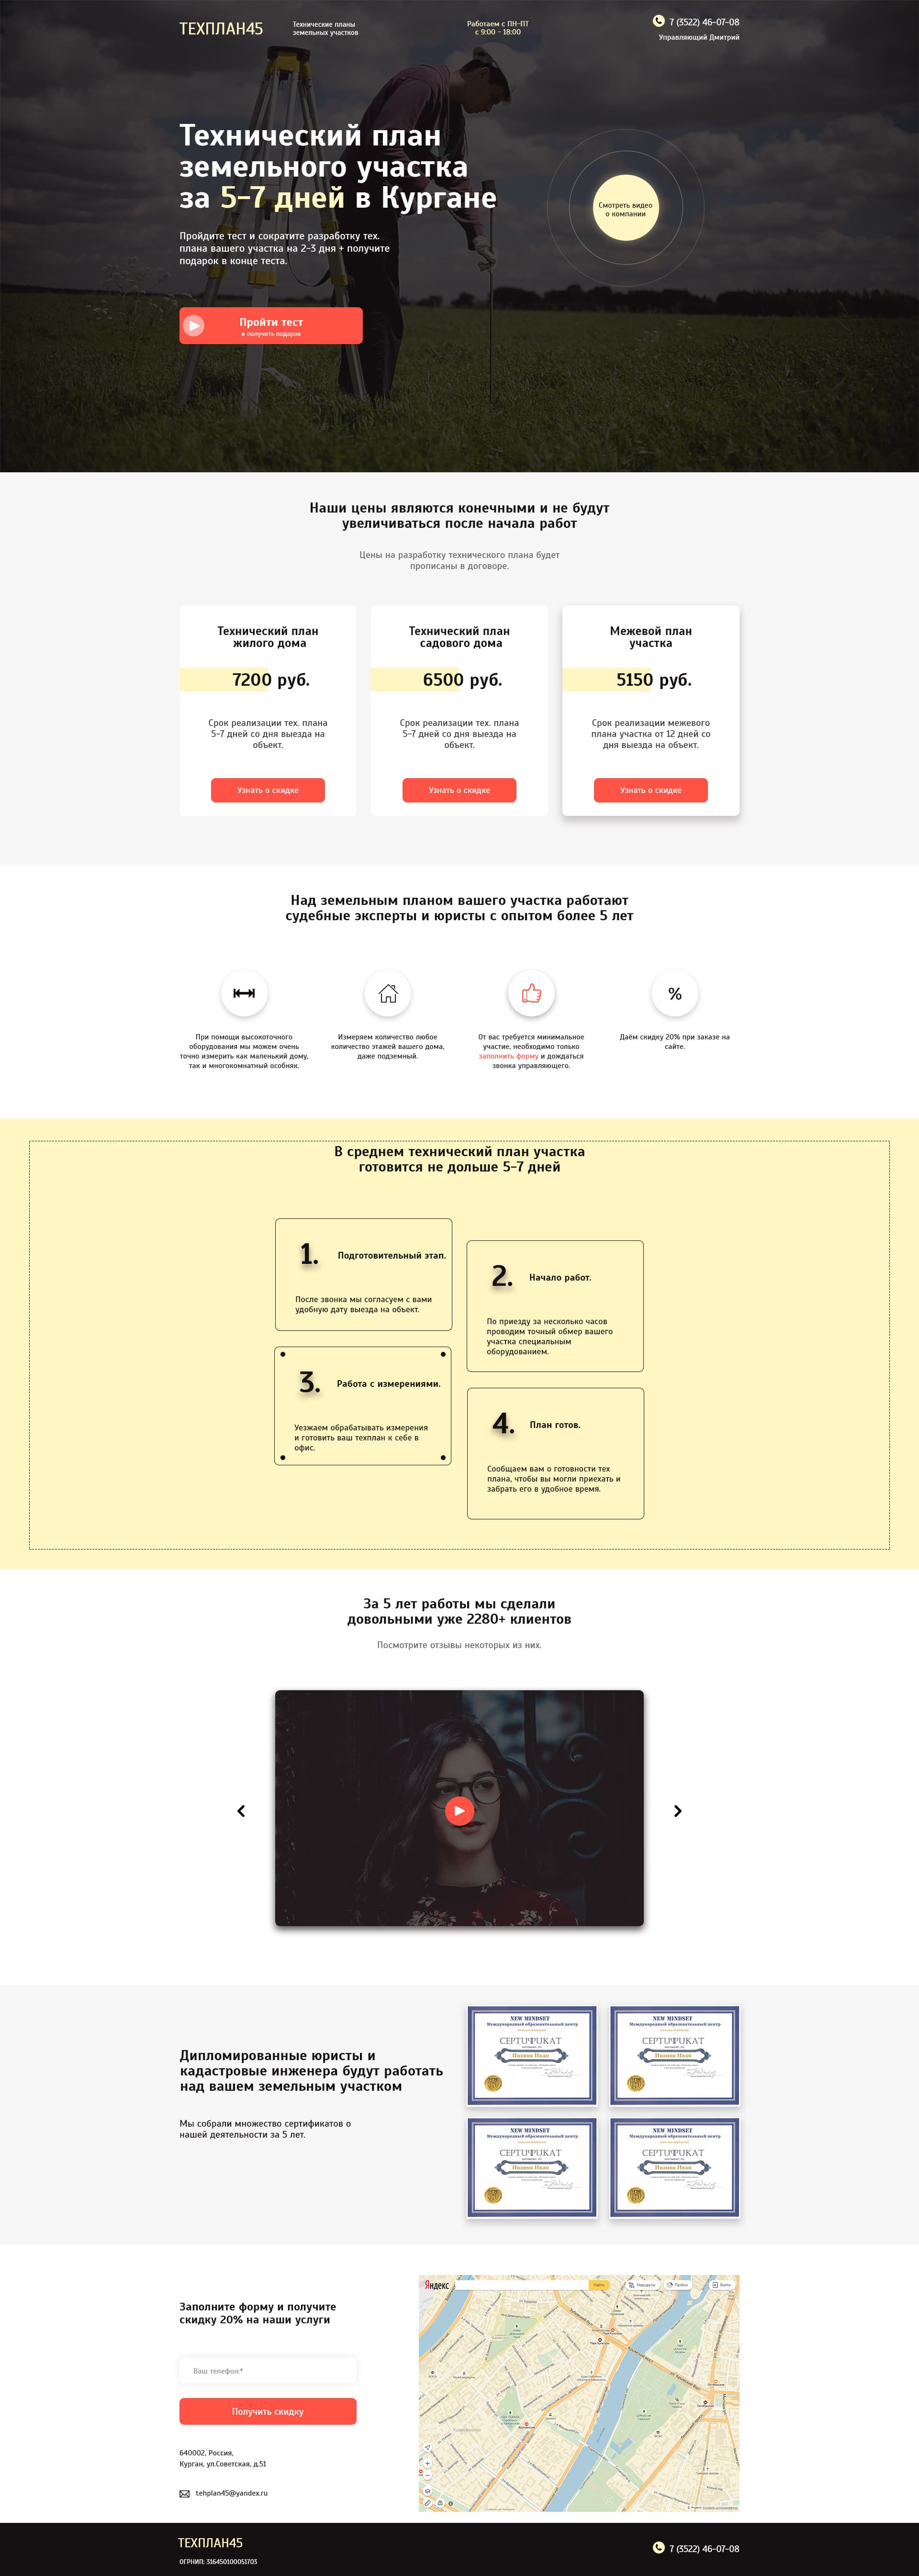 ТЕХПЛАН45
Технические планы
земельных участков
Работаем с ПН-ПТ
с 9:00 - 18:00
7 (3522) 46-07-08
Управляющий Дмитрий
Технический план
земельного участка
за 5-7 дней в Кургане
Смотреть видео
о компании
Пройдите тест и сократите разработку тех.
плана вашего участка на 2-3 дня + получите
подарок в конце теста.
Пройти тест
и получить подарок
Наши цены являются конечными и не будут
увеличиваться после начала работ
Цены на разработку технического плана будет
прописаны в договоре.
Технический план
жилого дома
7200 руб.
Срок реализации тех. плана
5-7 дней со дня выезда на
объект.
Узнать о скидке
Технический план
садового дома
6500 руб.
Срок реализации тех. плана
5-7 дней со дня выезда на
объект.
Узнать о скидке
Межевой план
участка
5150 руб.
Срок реализации межевого
плана участка от 12 дней со
дня выезда на объект.
Узнать о скидке
Над земельным планом вашего участка работают
судебные эксперты и юристы с опытом более 5 лет
При помощи высокоточного
оборудования мы можем очень
точно измерить как маленький дому,
так и многокомнатный особняк.
Измеряем количество любое
количество этажей вашего дома,
даже подземный.
От вас требуется минимальное
участие, необходимо только
заполнить форму и дождаться
звонка управляющего.
%
Даём скидку 20% при заказе на
сайте.
В среднем технический план участка
готовится не дольше 5-7 дней
1.
Подготовительный этап.
После звонка мы согласуем с вами
удобную дату выезда на объект.
2.
Начало работ.
По приезду за несколько часов
проводим точный обмер вашего
участка специальным
оборудованием.
3.
Работа с измерениями.
Уезжаем обрабатывать измерения
и готовить ваш техплан к себе в
офис.
4.
План готов.
Сообщаем вам о готовности тех
плана, чтобы вы могли приехать и
забрать его в удобное время.
За 5 лет работы мы сделали
довольными уже 2280+ клиентов
Посмотрите отзывы некоторых из них.
Дипломированные юристы и
кадастровые инженера будут работать
над вашем земельным участком
Мы собрали множество сертификатов о
нашей деятельности за 5 лет.
NEW MINDSET
Международный образовательный центр
СЕРТИФИКАТ
Иванов Иван
NEW MINDSET
Международный образовательный центр
СЕРТИФИКАТ
Иванов Иван
NEW MINDSET
Международный образовательный центр
СЕРТИФИКАТ
Иванов Иван
NEW MINDSET
Международный образовательный центр
СЕРТИФИКАТ
Иванов Иван
Заполните форму и получите
скидку 20% на наши услуги
Ваш телефон:*
Получить скидку
640002, Россия,
Курган, ул.Советская, д.51
tehplan45@yandex.ru
Яндекс
Найти
Маршруты
Пробки
Войти
ТЕХПЛАН45
ОГРНИП: 316450100051703
7 (3522) 46-07-08